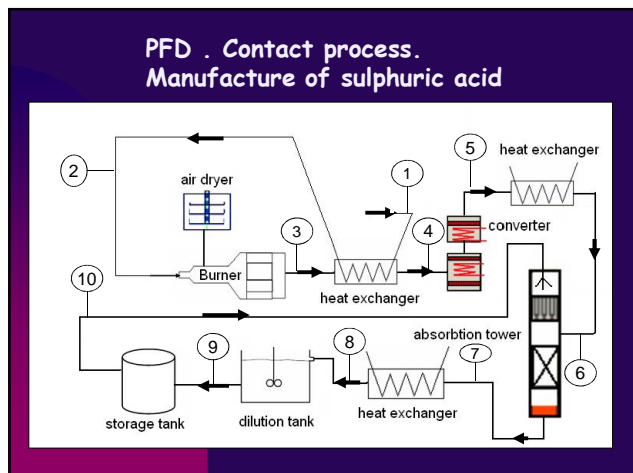 PFD . Contact process.
Manufacture of sulphuric acid
5
heat exchanger
2
air dryer
1
3
4
converter
Burner
10
heat exchanger
absorbtion tower
9
8
7
6
heat exchanger
storage tank
dilution tank